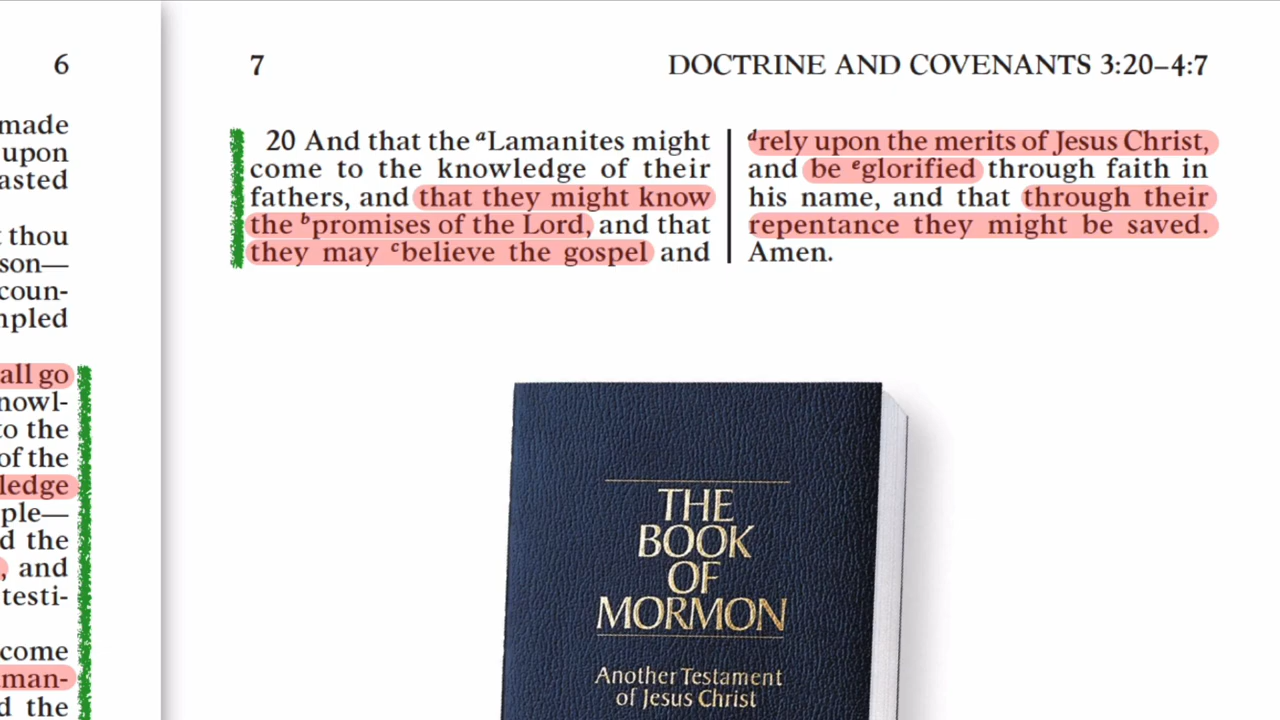 6
made
upon
asted
thou
son—
coun-
mpled
all go
nowl-
to the
of the
ledge
ple—
d the
, and
testi-
come
man-
d the
7
DOCTRINE AND COVENANTS 3:20–4:7
20 And that the aLamanites might
come to the knowledge of their
fathers, and that they might know
the bpromises of the Lord, and that
they may cbelieve the gospel and
drely upon the merits of Jesus Christ,
and be eglorified through faith in
his name, and that through their
repentance they might be saved.
Amen.
THE
BOOK
OF
MORMON
Another Testament
of Jesus Christ